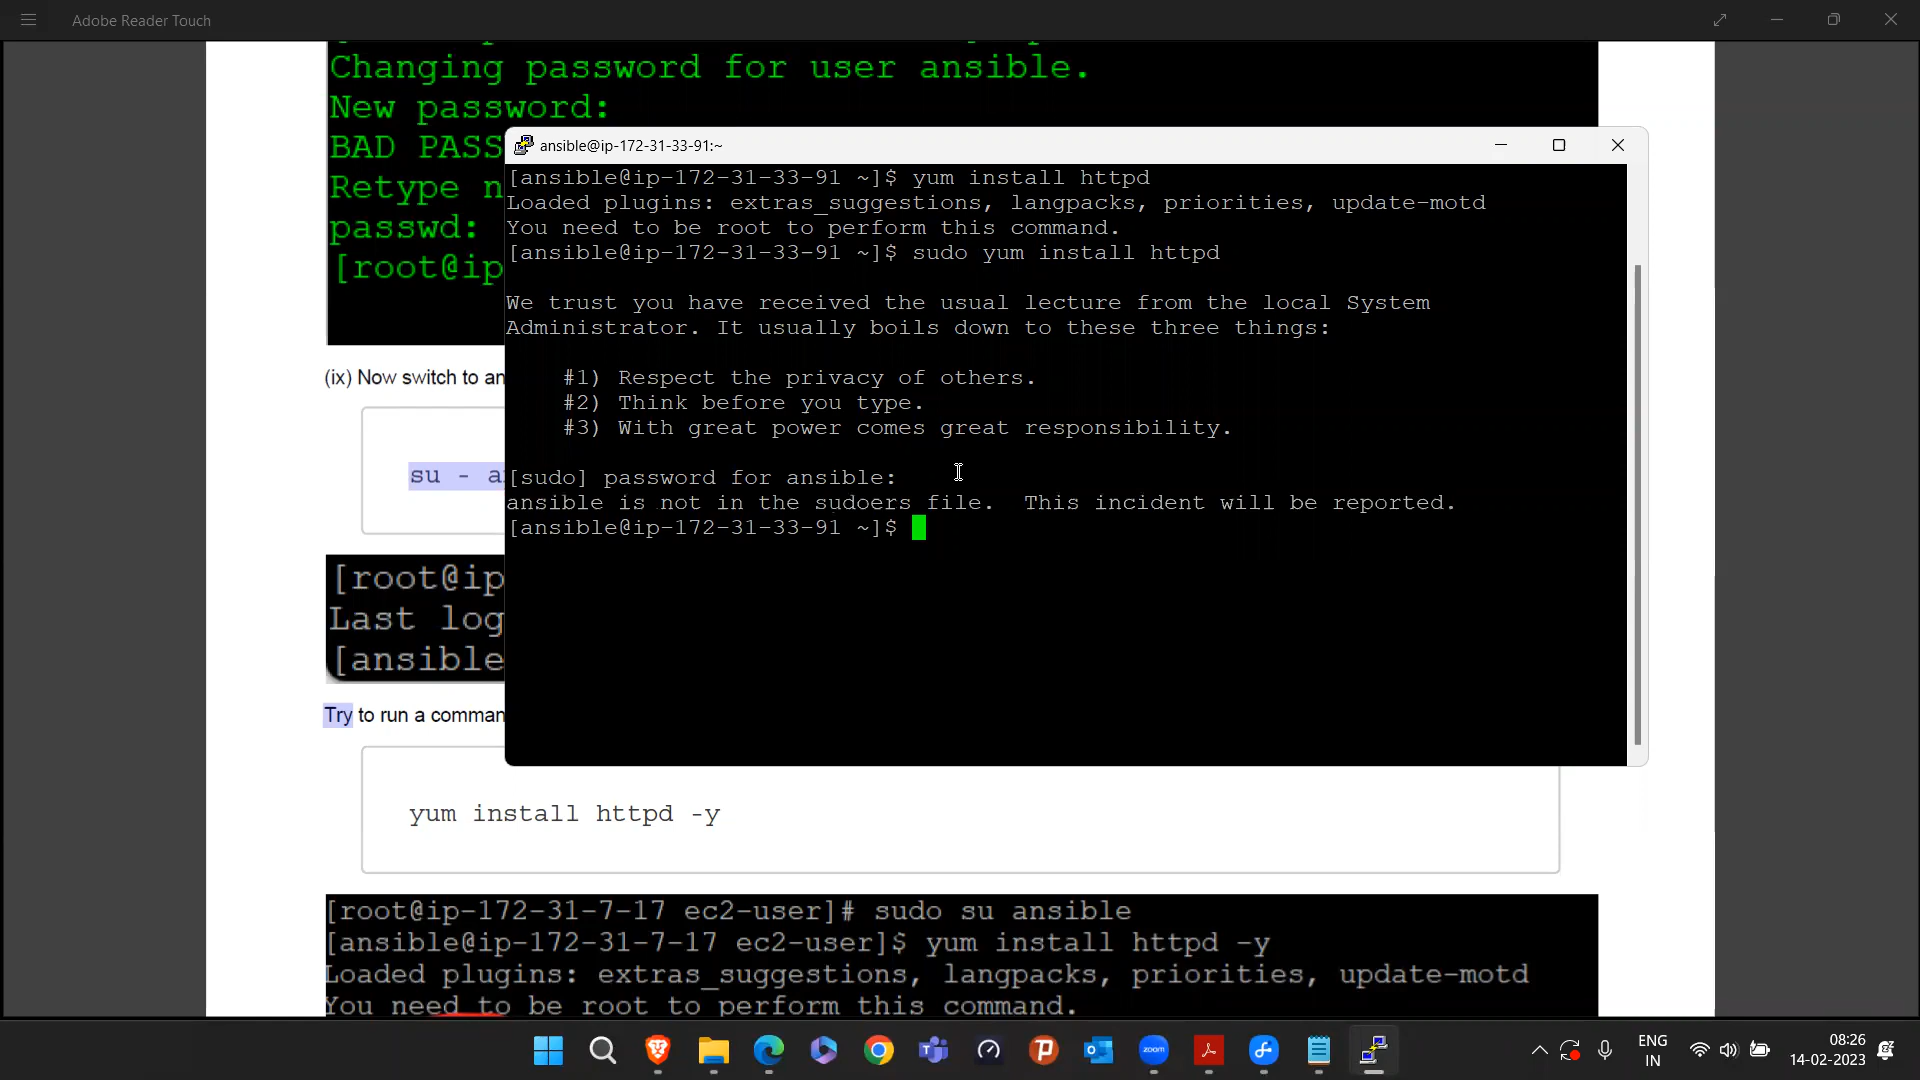 Adobe Reader Touch
Changing password for user ansible.
New password:
BAD PASS
Retype n
passwd:
[root@ip
ansible@ip-172-31-33-91:~
[ansible@ip-172-31-33-91 ~]$ yum install httpd
Loaded plugins: extras_suggestions, langpacks, priorities, update-motd
You need to be root to perform this command.
[ansible@ip-172-31-33-91 ~]$ sudo yum install httpd
We trust you have received the usual lecture from the local System
Administrator. It usually boils down to these three things:
#1) Respect the privacy of others.
#2) Think before you type.
#3) With great power comes great responsibility.
[sudo] password for ansible:
ansible is not in the sudoers file.  This incident will be reported.
[ansible@ip-172-31-33-91 ~]$
(ix) Now switch to an
su - a
[root@ip
Last log
[ansible
Try to run a comman
yum install httpd -y
[root@ip-172-31-7-17 ec2-user]# sudo su ansible
[ansible@ip-172-31-7-17 ec2-user]$ yum install httpd -y
Loaded plugins: extras_suggestions, langpacks, priorities, update-motd
You need to be root to perform this command.
zoom
ENG
IN
08:26
14-02-2023